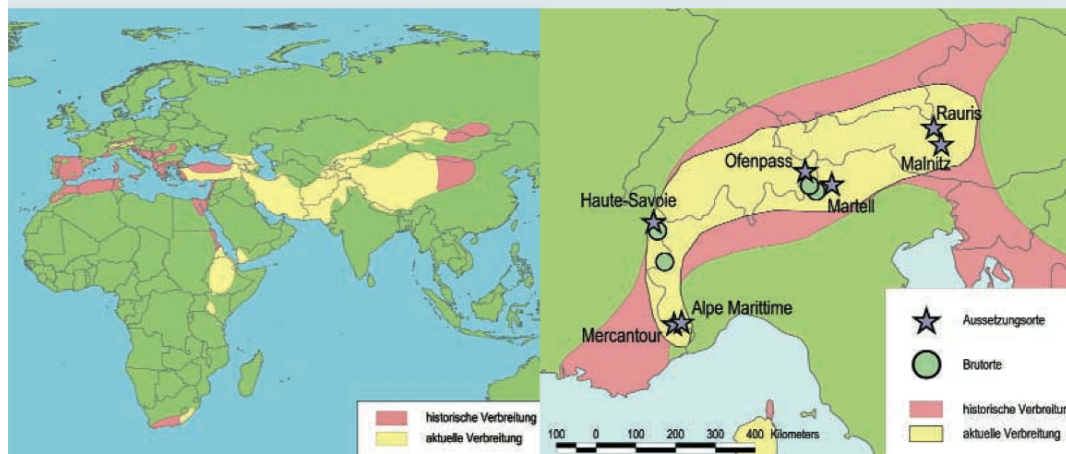 historische Verbreitung
aktuelle Verbreitung
Rauris
Malnitz
Ofenpass
Martell
Haute-Savoie
Alpe Marittime
Mercantour
Aussetzungsorte
Brutorte
historische Verbreitur
aktuelle Verbreitung
100 0 100 200 300 400 Kilometers